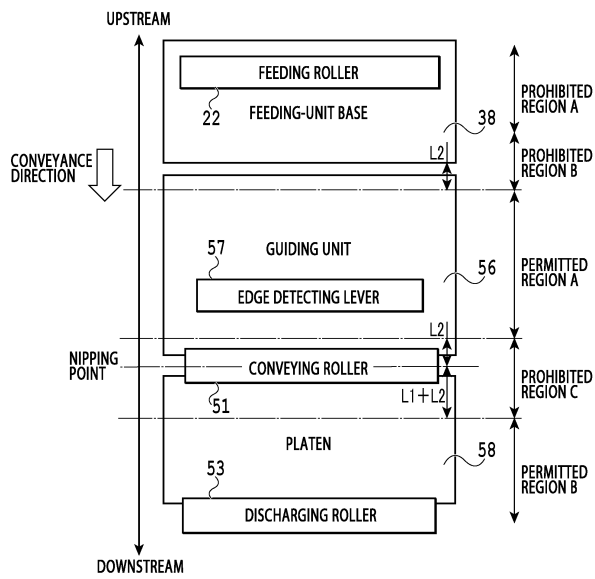 UPSTREAM
FEEDING ROLLER
22
FEEDING-UNIT BASE
38
PROHIBITED
REGION A
L2
PROHIBITED
REGION B
CONVEYANCE
DIRECTION
57
GUIDING UNIT
56
EDGE DETECTING LEVER
PERMITTED
REGION A
L2
NIPPING
POINT
CONVEYING ROLLER
51
L1+L2
PROHIBITED
REGION C
PLATEN
58
53
DISCHARGING ROLLER
PERMITTED
REGION B
DOWNSTREAM